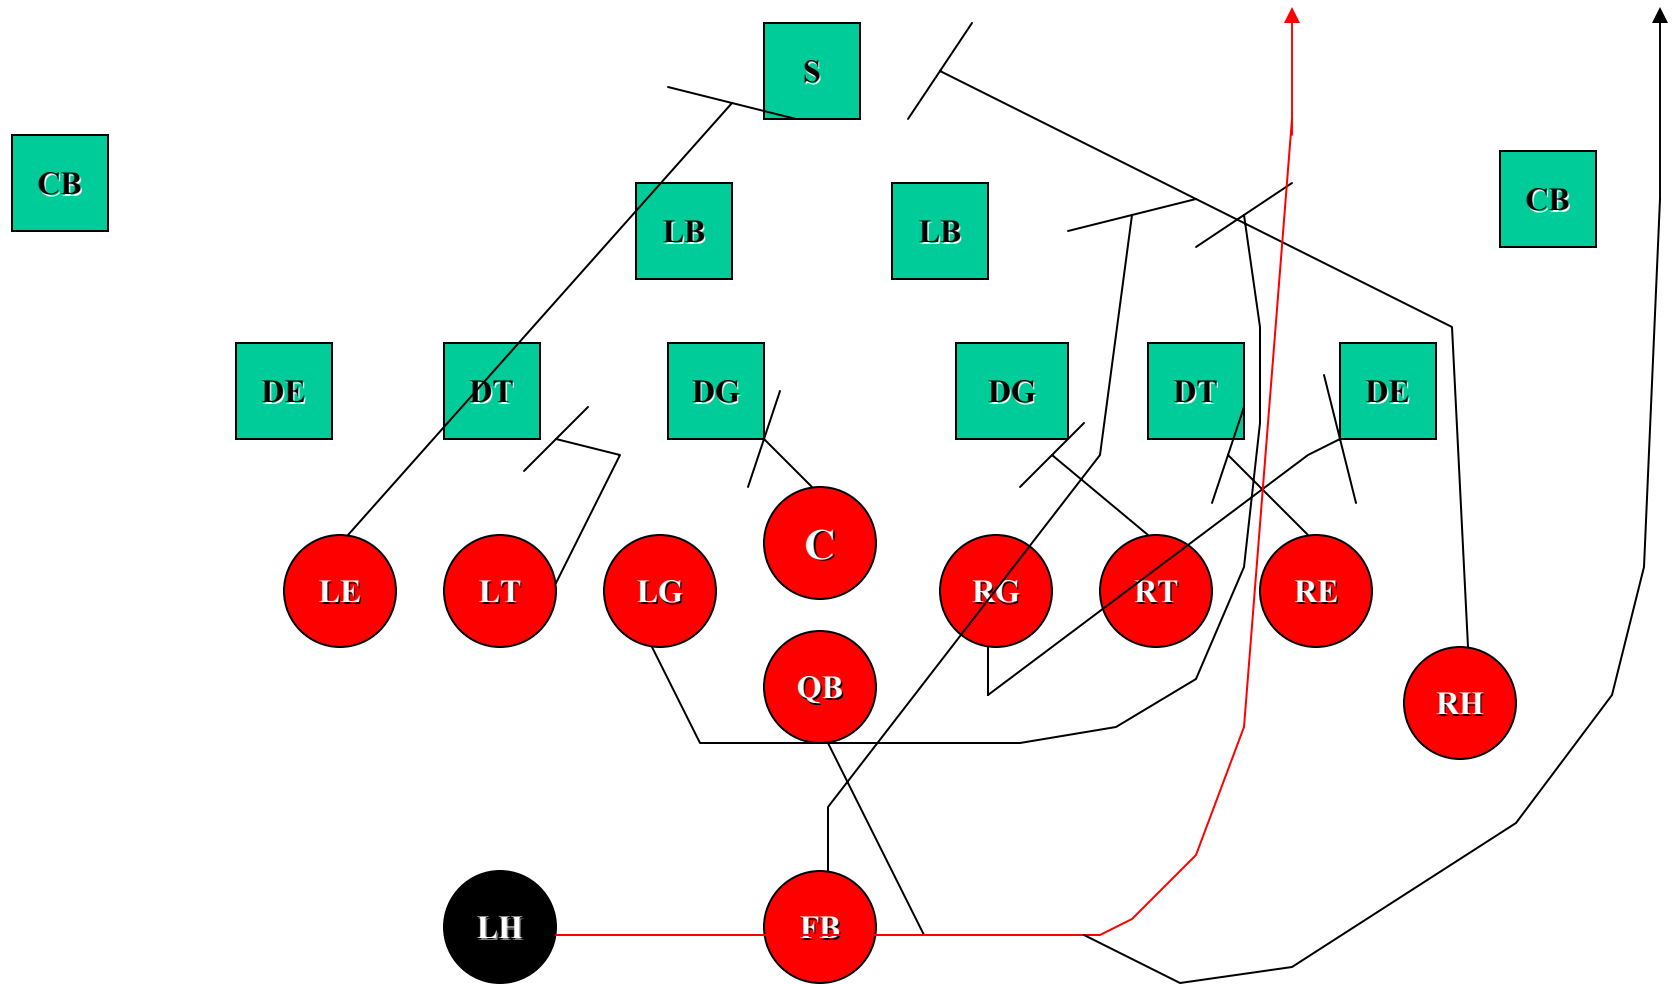 S
CB
CB
LB
LB
DE
DT
DG
DG
DT
DE
C
LE
LT
LG
RG
RT
RE
QB
RH
LH
FB